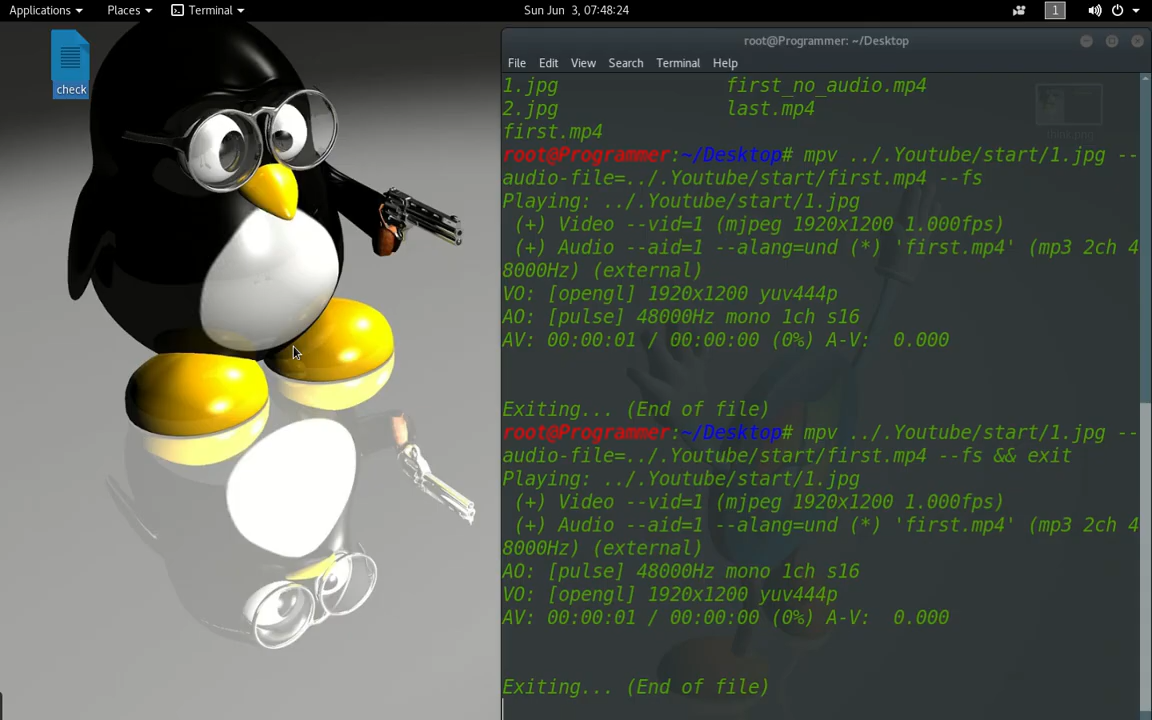 Applications Places Terminal Sun Jun 3, 07:48:24 1
check
root@Programmer: ~/Desktop
File Edit View Search Terminal Help
1.jpg first_no_audio.mp4
2.jpg last.mp4
first.mp4
root@Programmer:~/Desktop# mpv ../.Youtube/start/1.jpg --
audio-file=../.Youtube/start/first.mp4 --fs
Playing: ../.Youtube/start/1.jpg
(+) Video --vid=1 (mjpeg 1920x1200 1.000fps)
(+) Audio --aid=1 --alang=und (*) 'first.mp4' (mp3 2ch 4
8000Hz) (external)
VO: [opengl] 1920x1200 yuv444p
AO: [pulse] 48000Hz mono 1ch s16
AV: 00:00:01 / 00:00:00 (0%) A-V: 0.000
Exiting... (End of file)
root@Programmer:~/Desktop# mpv ../.Youtube/start/1.jpg --
audio-file=../.Youtube/start/first.mp4 --fs && exit
Playing: ../.Youtube/start/1.jpg
(+) Video --vid=1 (mjpeg 1920x1200 1.000fps)
(+) Audio --aid=1 --alang=und (*) 'first.mp4' (mp3 2ch 4
8000Hz) (external)
AO: [pulse] 48000Hz mono 1ch s16
VO: [opengl] 1920x1200 yuv444p
AV: 00:00:01 / 00:00:00 (0%) A-V: 0.000
Exiting... (End of file)